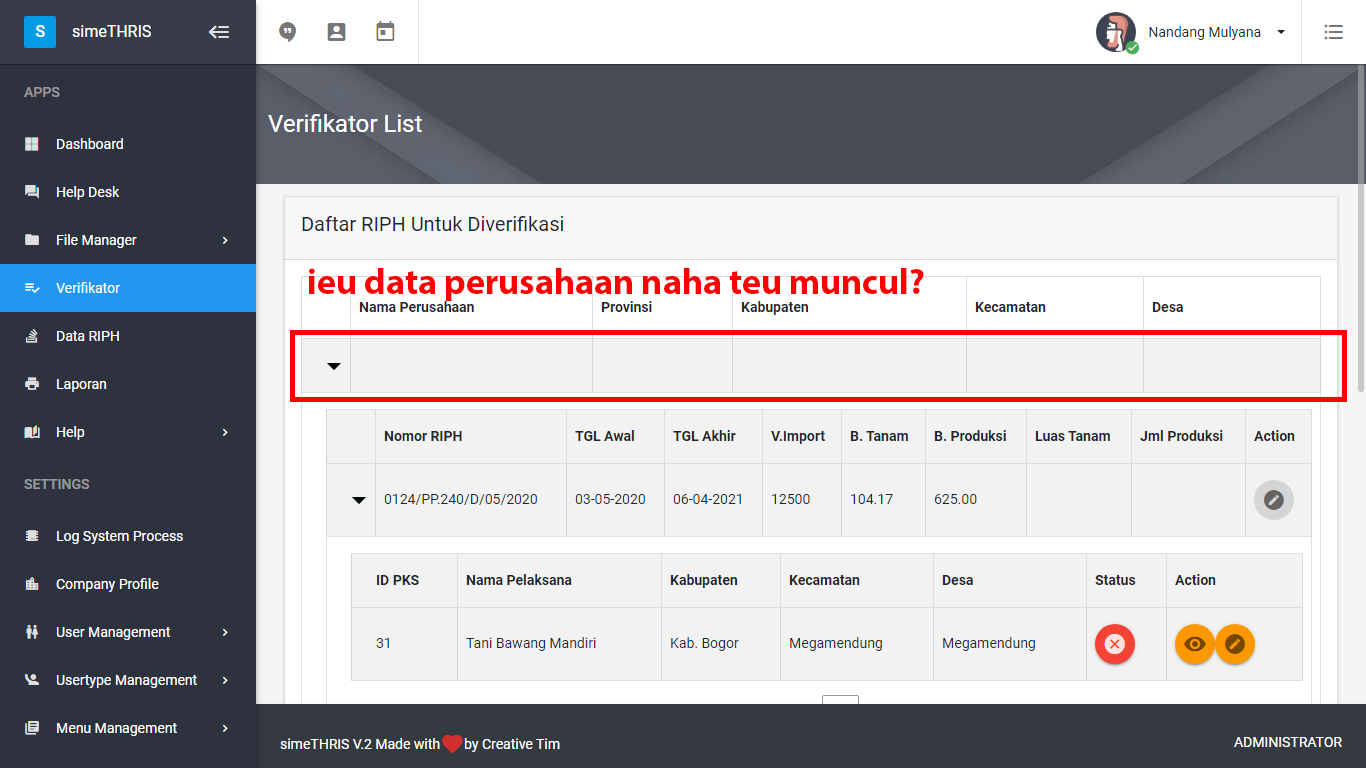 S simeTHRIS
Nandang Mulyana
APPS
Dashboard
Help Desk
File Manager
Verifikator
Data RIPH
Laporan
Help
SETTINGS
Log System Process
Company Profile
User Management
Usertype Management
Menu Management
Verifikator List
Daftar RIPH Untuk Diverifikasi
ieu data perusahaan naha teu muncul?
Nama Perusahaan Provinsi Kabupaten Kecamatan Desa
Nomor RIPH TGL Awal TGL Akhir V.Import B. Tanam B. Produksi Luas Tanam Jml Produksi Action
0124/PP.240/D/05/2020 03-05-2020 06-04-2021 12500 104.17 625.00
ID PKS Nama Pelaksana Kabupaten Kecamatan Desa Status Action
31 Tani Bawang Mandiri Kab. Bogor Megamendung Megamendung
simeTHRIS V.2 Made with by Creative Tim
ADMINISTRATOR